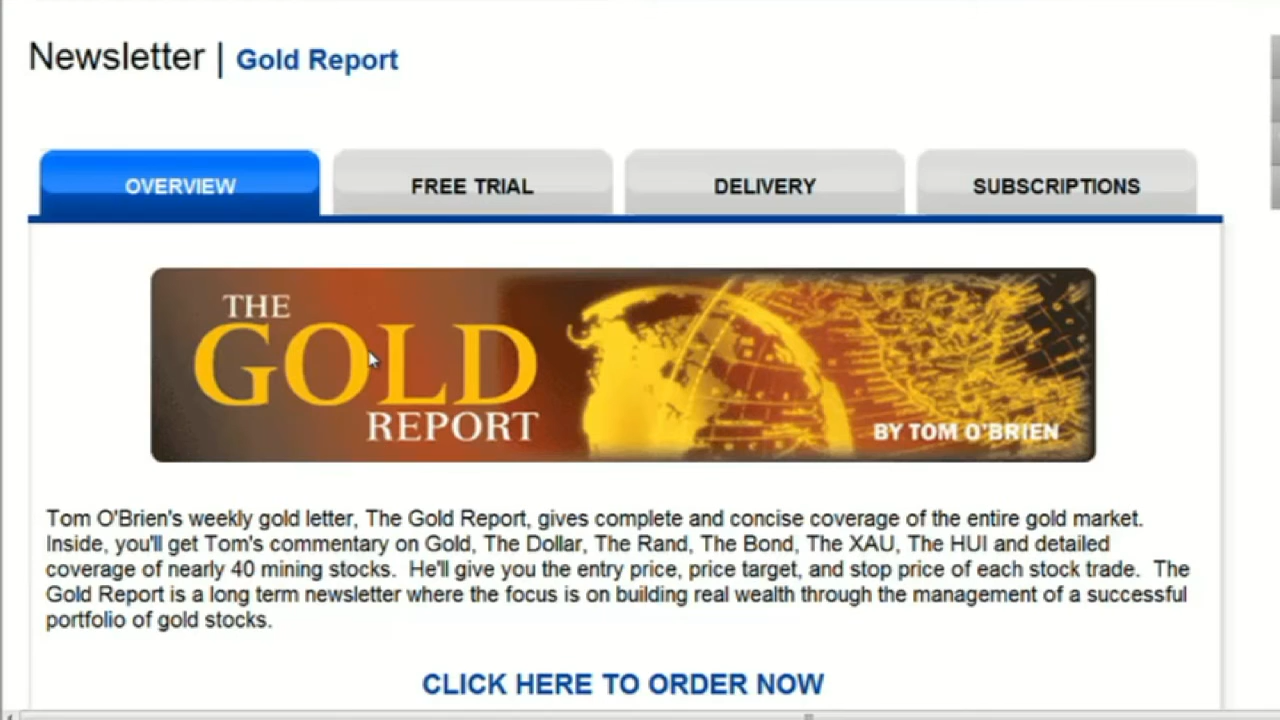 Newsletter | Gold Report
OVERVIEW
FREE TRIAL
DELIVERY
SUBSCRIPTIONS
THE
GOLD
REPORT
BY TOM O'BRIEN
Tom O'Brien's weekly gold letter, The Gold Report, gives complete and concise coverage of the entire gold market.
Inside, you'll get Tom's commentary on Gold, The Dollar, The Rand, The Bond, The XAU, The HUI and detailed
coverage of nearly 40 mining stocks.  He'll give you the entry price, price target, and stop price of each stock trade.  The
Gold Report is a long term newsletter where the focus is on building real wealth through the management of a successful
portfolio of gold stocks.
CLICK HERE TO ORDER NOW